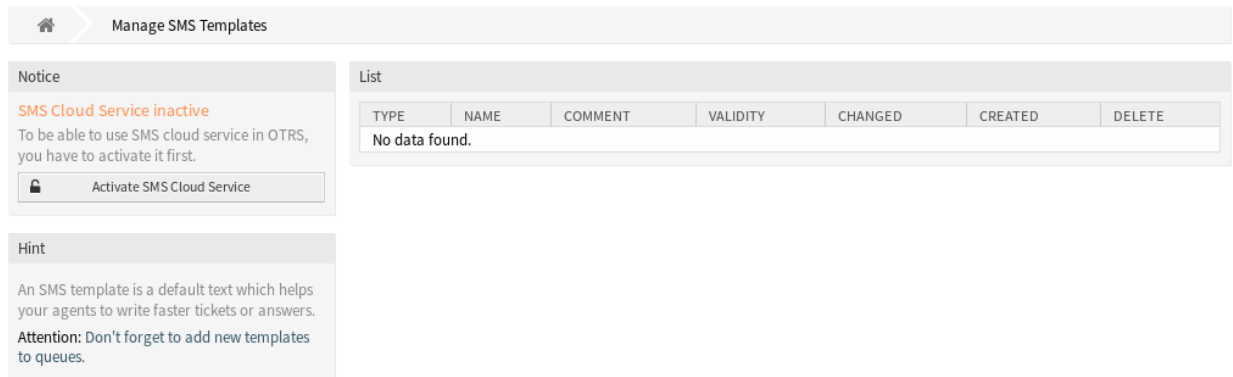 Manage SMS Templates
Notice
SMS Cloud Service inactive
To be able to use SMS cloud service in OTRS,
you have to activate it first.
Activate SMS Cloud Service
Hint
An SMS template is a default text which helps
your agents to write faster tickets or answers.
Attention: Don't forget to add new templates
to queues.
List
TYPE NAME COMMENT VALIDITY CHANGED CREATED DELETE
No data found.